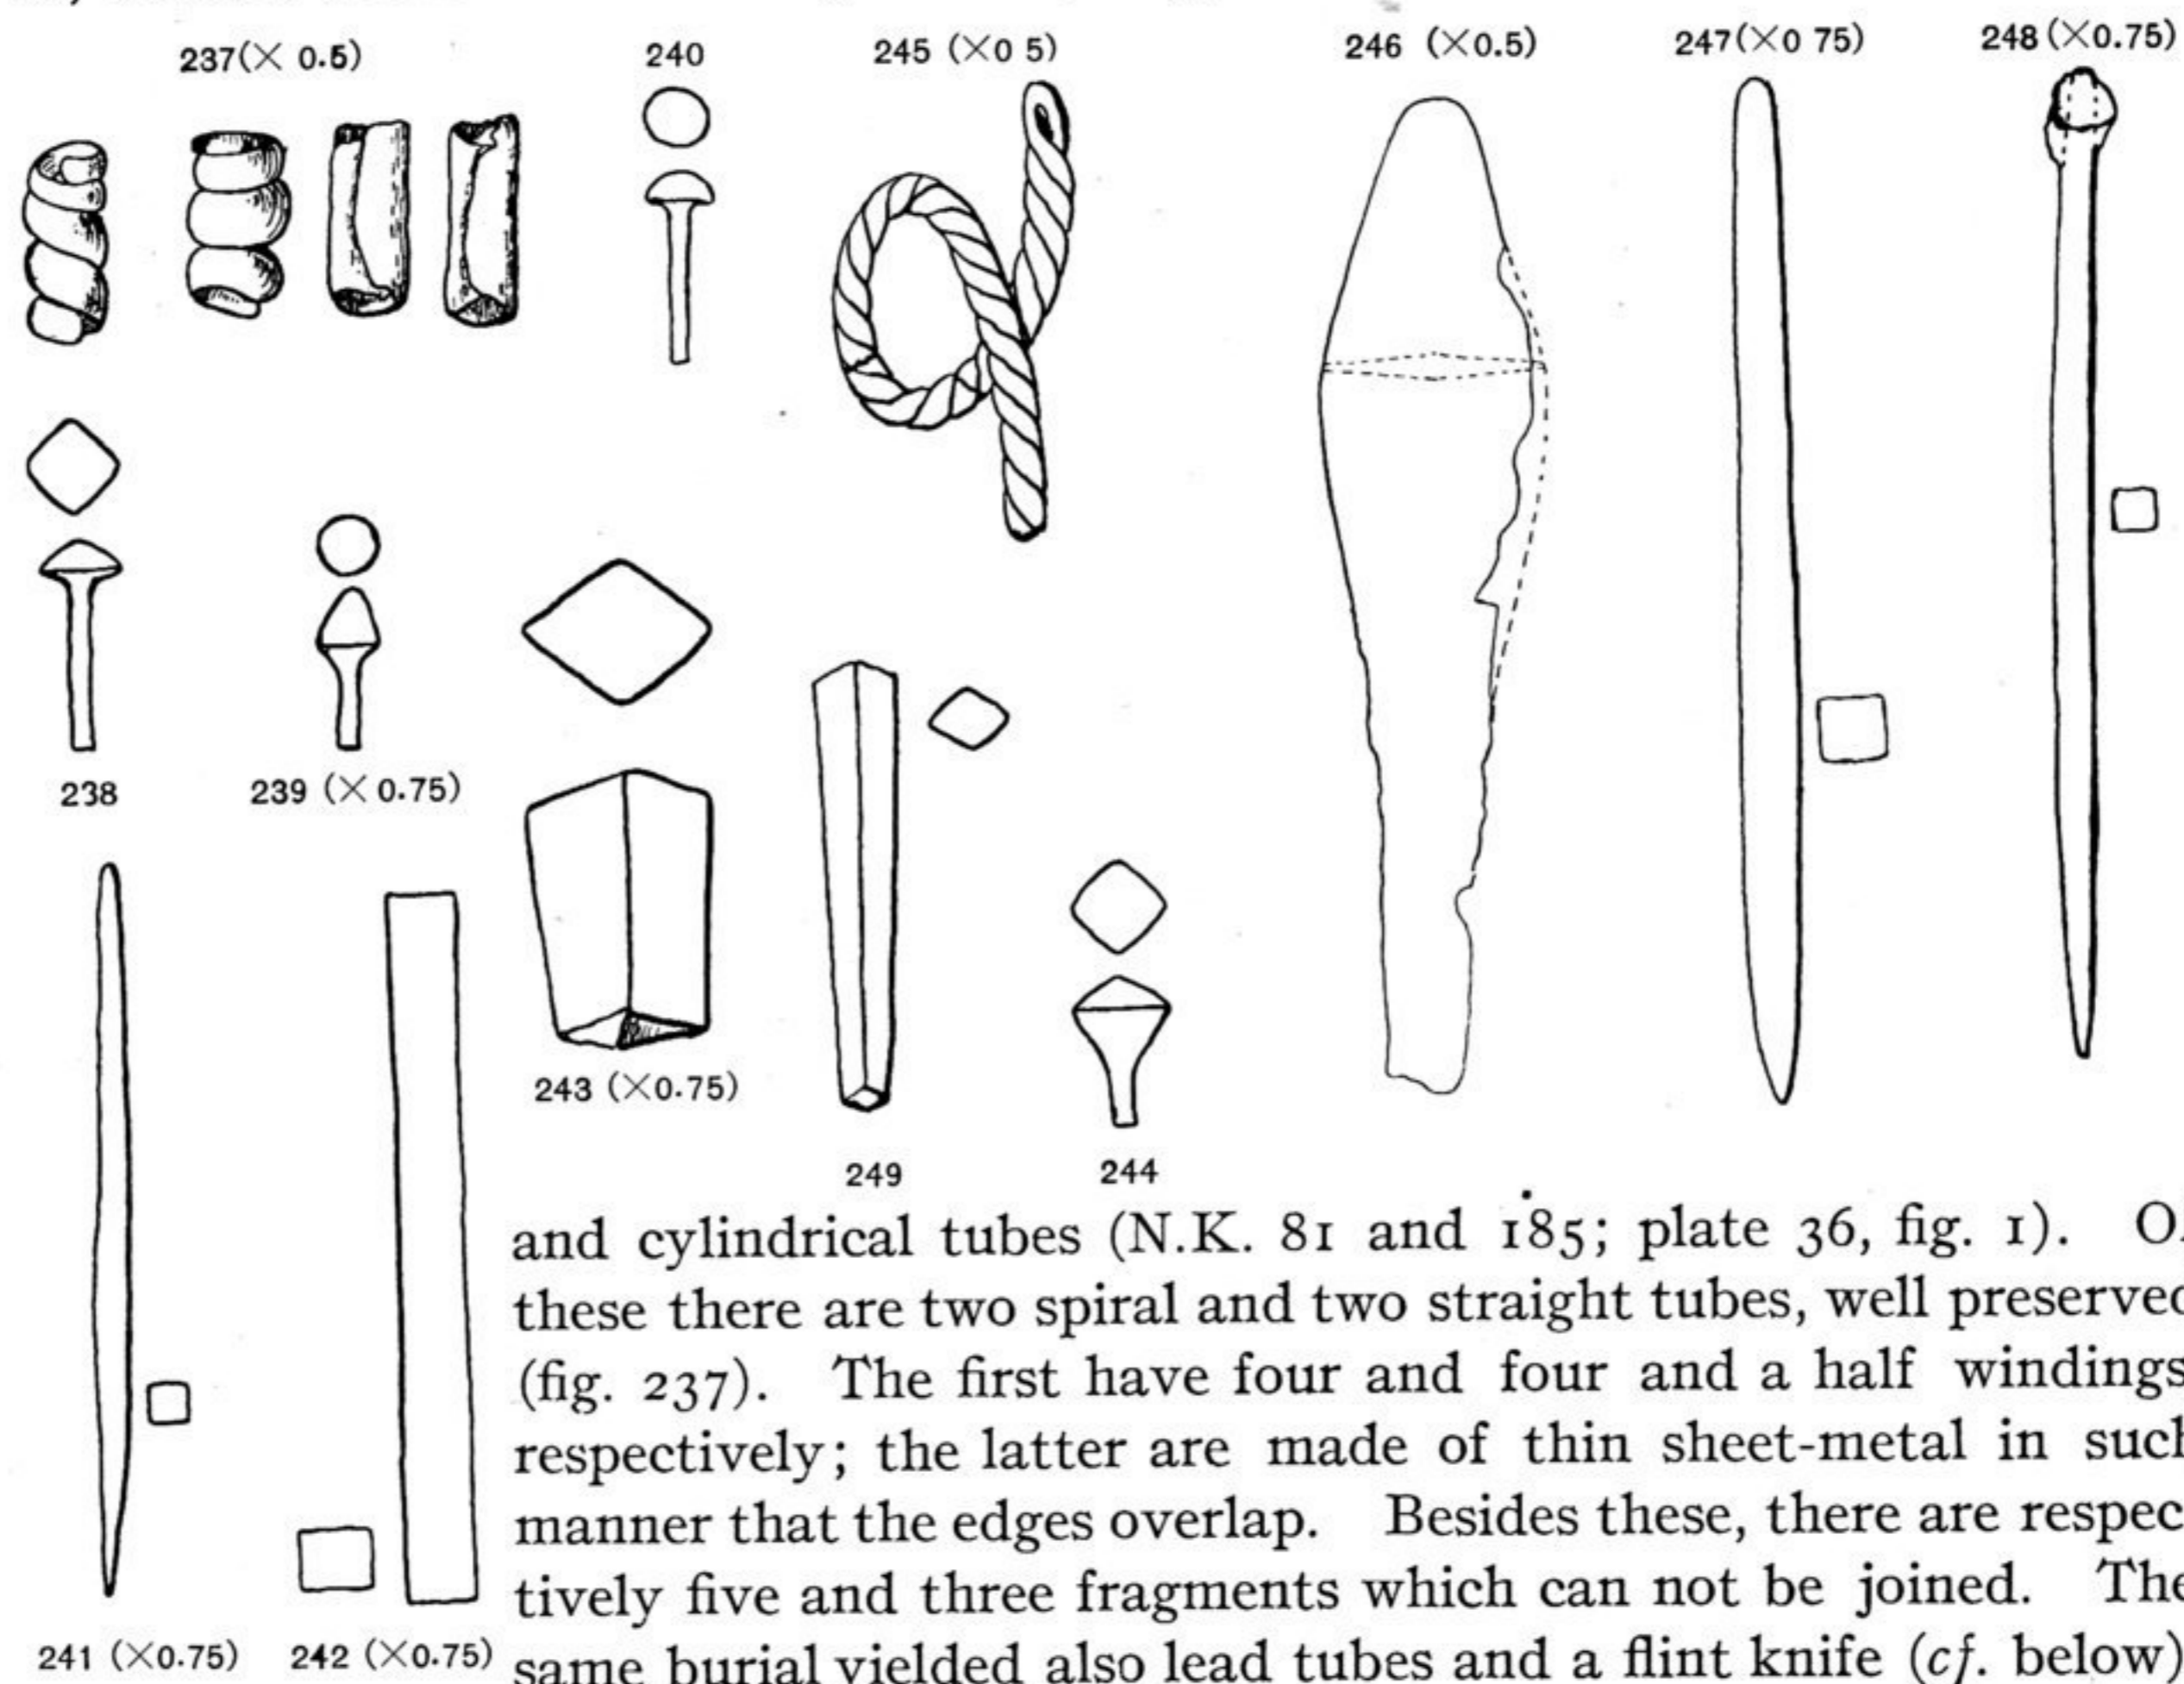 237(× 0.5) 240 245 (×0 5) 246 (×0.5) 247(×0 75) 248 (×0.75)
238 239 (× 0.75)
243 (×0.75)
249 244
241 (×0.75) 242 (×0.75)
and cylindrical tubes (N.K. 81 and 185; plate 36, fig. 1).
these there are two spiral and two straight tubes, well preserved
(fig. 237). The first have four and four and a half windings
respectively; the latter are made of thin sheet-metal in such
manner that the edges overlap. Besides these, there are respec
tively five and three fragments which can not be joined. The
same burial yielded also lead tubes and a flint knife (cf. below)